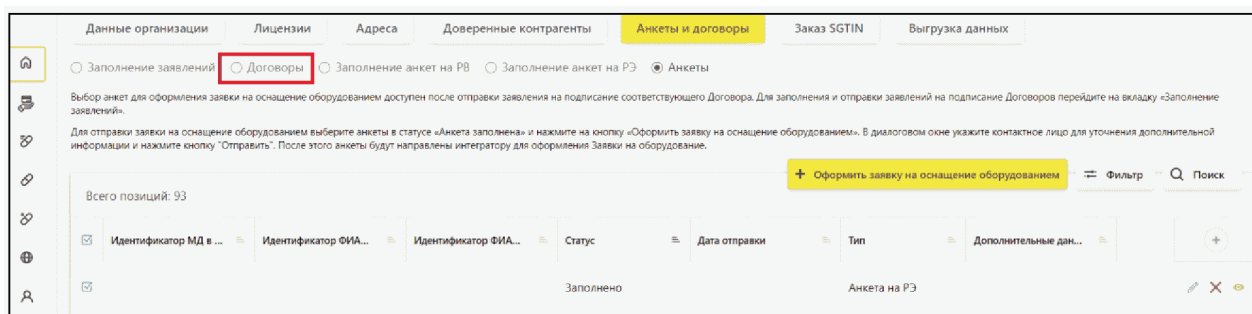 Данные организации Лицензии Адреса Доверенные контрагенты Анкеты и договоры Заказ SGTIN Выгрузка данных
Заполнение заявлений Договоры Заполнение анкет на РВ Заполнение анкет на РЭ Анкеты
Выбор анкет для оформления заявки на оснащение оборудованием доступен после отправки заявления на подписание соответствующего Договора. Для заполнения и отправки заявлений на подписание Договоров перейдите на вкладку «Заполнение
заявлений».
Для отправки заявки на оснащение оборудованием выберите анкеты в статусе «Анкета заполнена» и нажмите на кнопку «Оформить заявку на оснащение оборудованием». В диалоговом окне укажите контактное лицо для уточнения дополнительной
информации и нажмите кнопку "Отправить". После этого анкеты будут направлены интегратору для оформления Заявки на оборудование.
+ Оформить заявку на оснащение оборудованием Фильтр Поиск
Всего позиций: 93
Идентификатор МД в ... Идентификатор ФИА... Идентификатор ФИА... Статус Дата отправки Тип Дополнительные дан...
Заполнено Анкета на РЭ